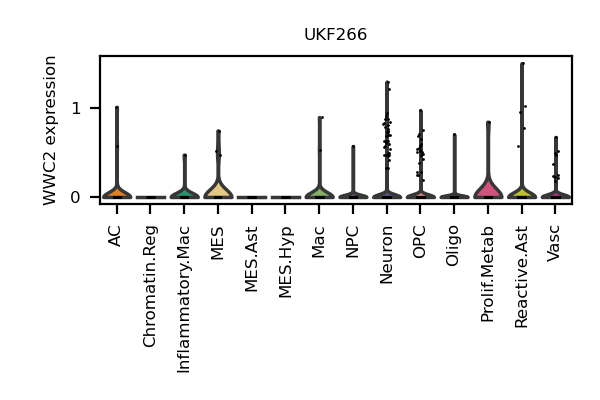 UKF266
WWC2 expression
1
0
AC
Chromatin.Reg
Inflammatory.Mac
MES
MES.Ast
MES.Hyp
Mac
NPC
Neuron
OPC
Oligo
Prolif.Metab
Reactive.Ast
Vasc